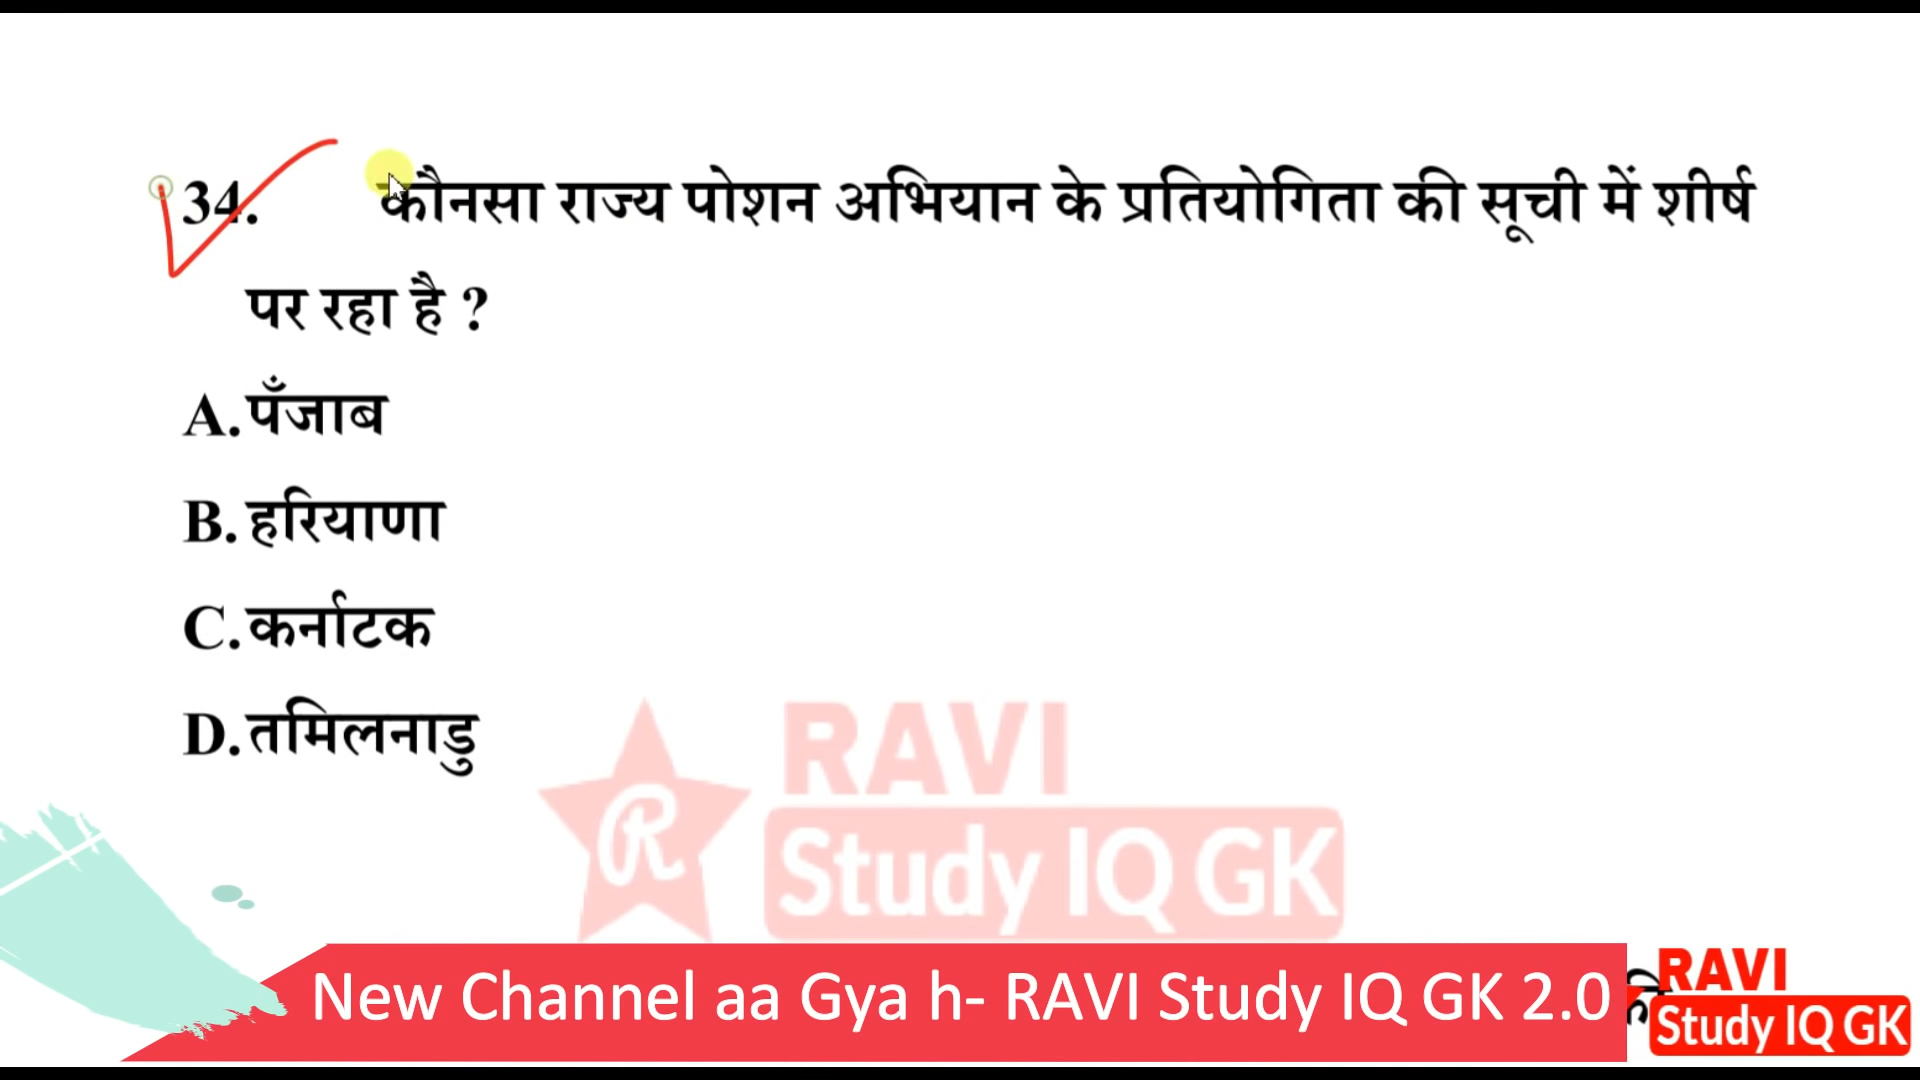 34. कौनसा राज्य पोशन अभियान के प्रतियोगिता की सूची में शीर्ष
पर रहा है ?
A. पँजाब
B. हरियाणा
C. कर्नाटक
D. तमिलनाडु
R RAVI
Study IQ GK
New Channel aa Gya h- RAVI Study IQ GK 2.0
RAVI
Study IQ GK